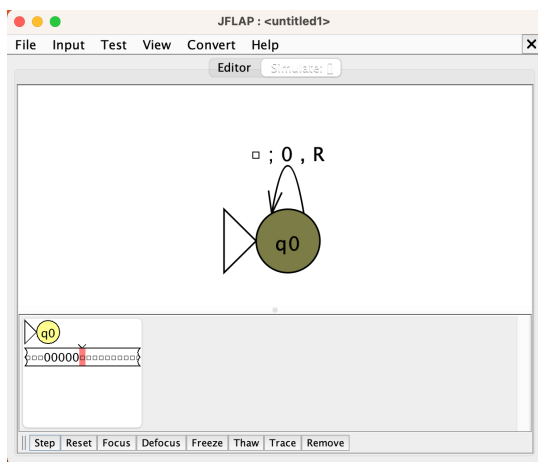 JFLAP : <untitled1>
File Input Test View Convert Help
Editor Simulate: □
□ ; 0 , R
q0
q0
□□□00000□□□□□□□□□
Step Reset Focus Defocus Freeze Thaw Trace Remove